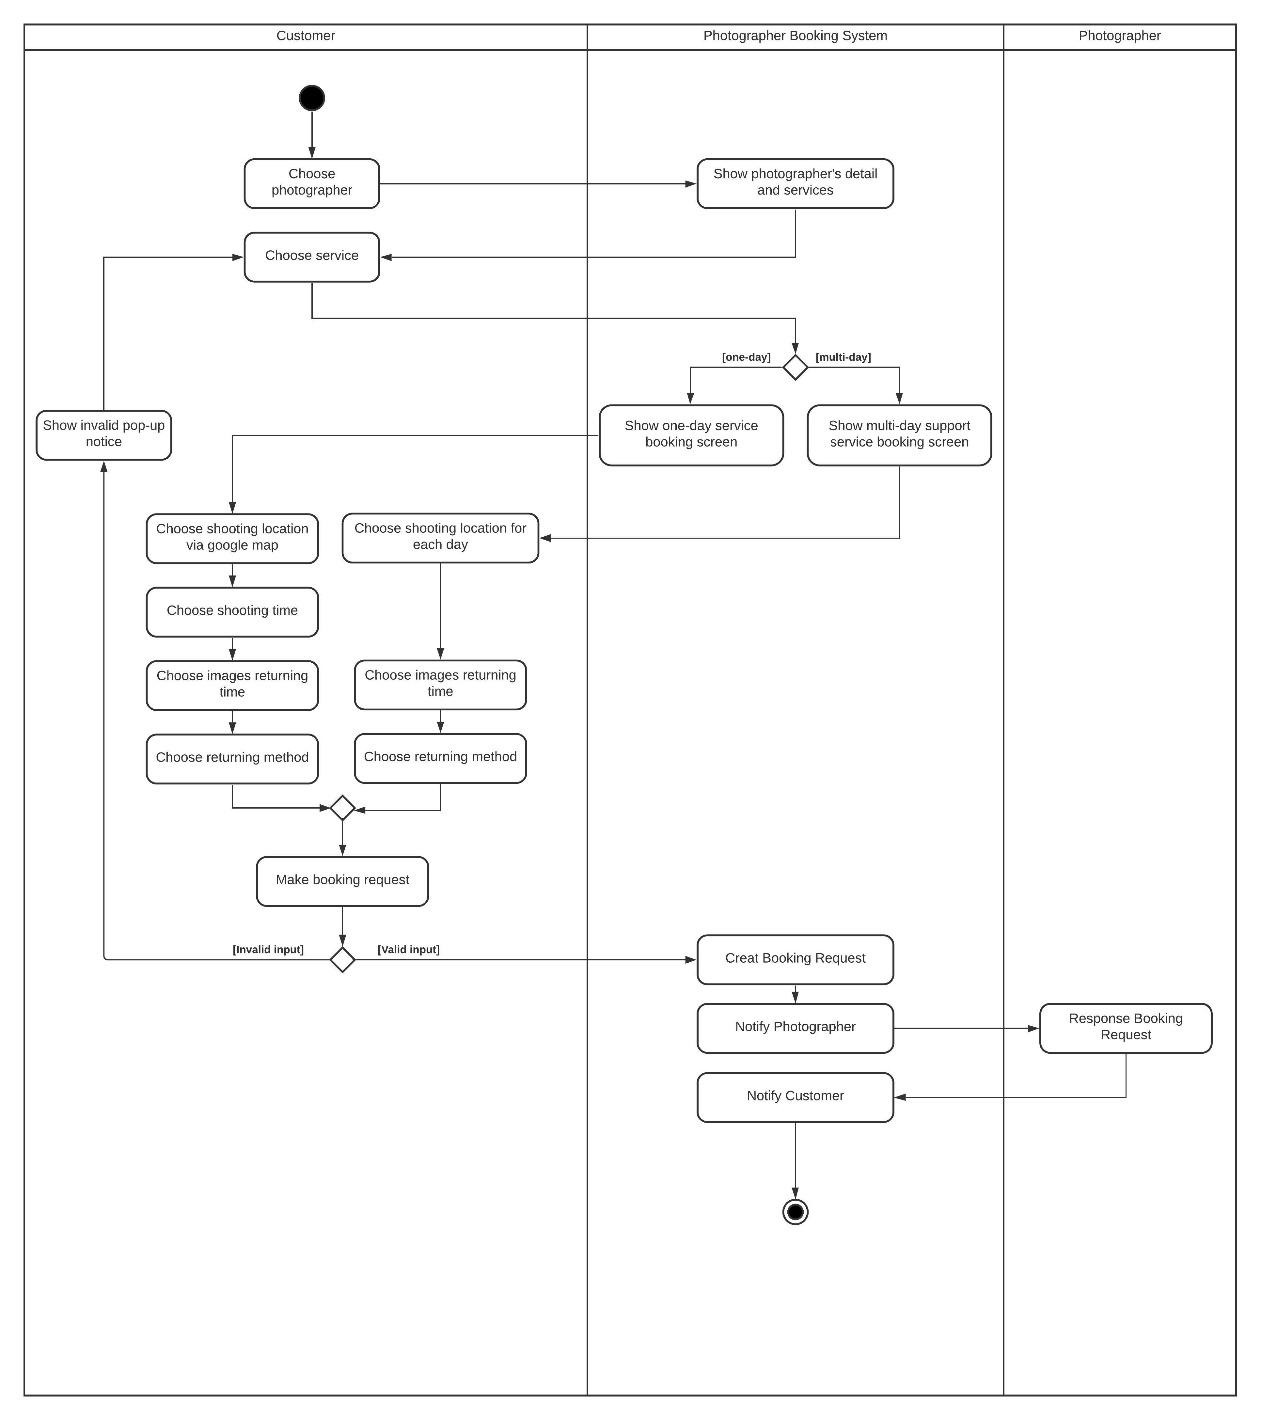 Customer
Photographer Booking System
Photographer
Choose
photographer
Show photographer's detail
and services
Choose service
[one-day]
[multi-day]
Show invalid pop-up
notice
Show one-day service
booking screen
Show multi-day support
service booking screen
Choose shooting location
via google map
Choose shooting location for
each day
Choose shooting time
Choose images returning
time
Choose images returning
time
Choose returning method
Choose returning method
Make booking request
[Invalid input]
[Valid input]
Creat Booking Request
Notify Photographer
Response Booking
Request
Notify Customer